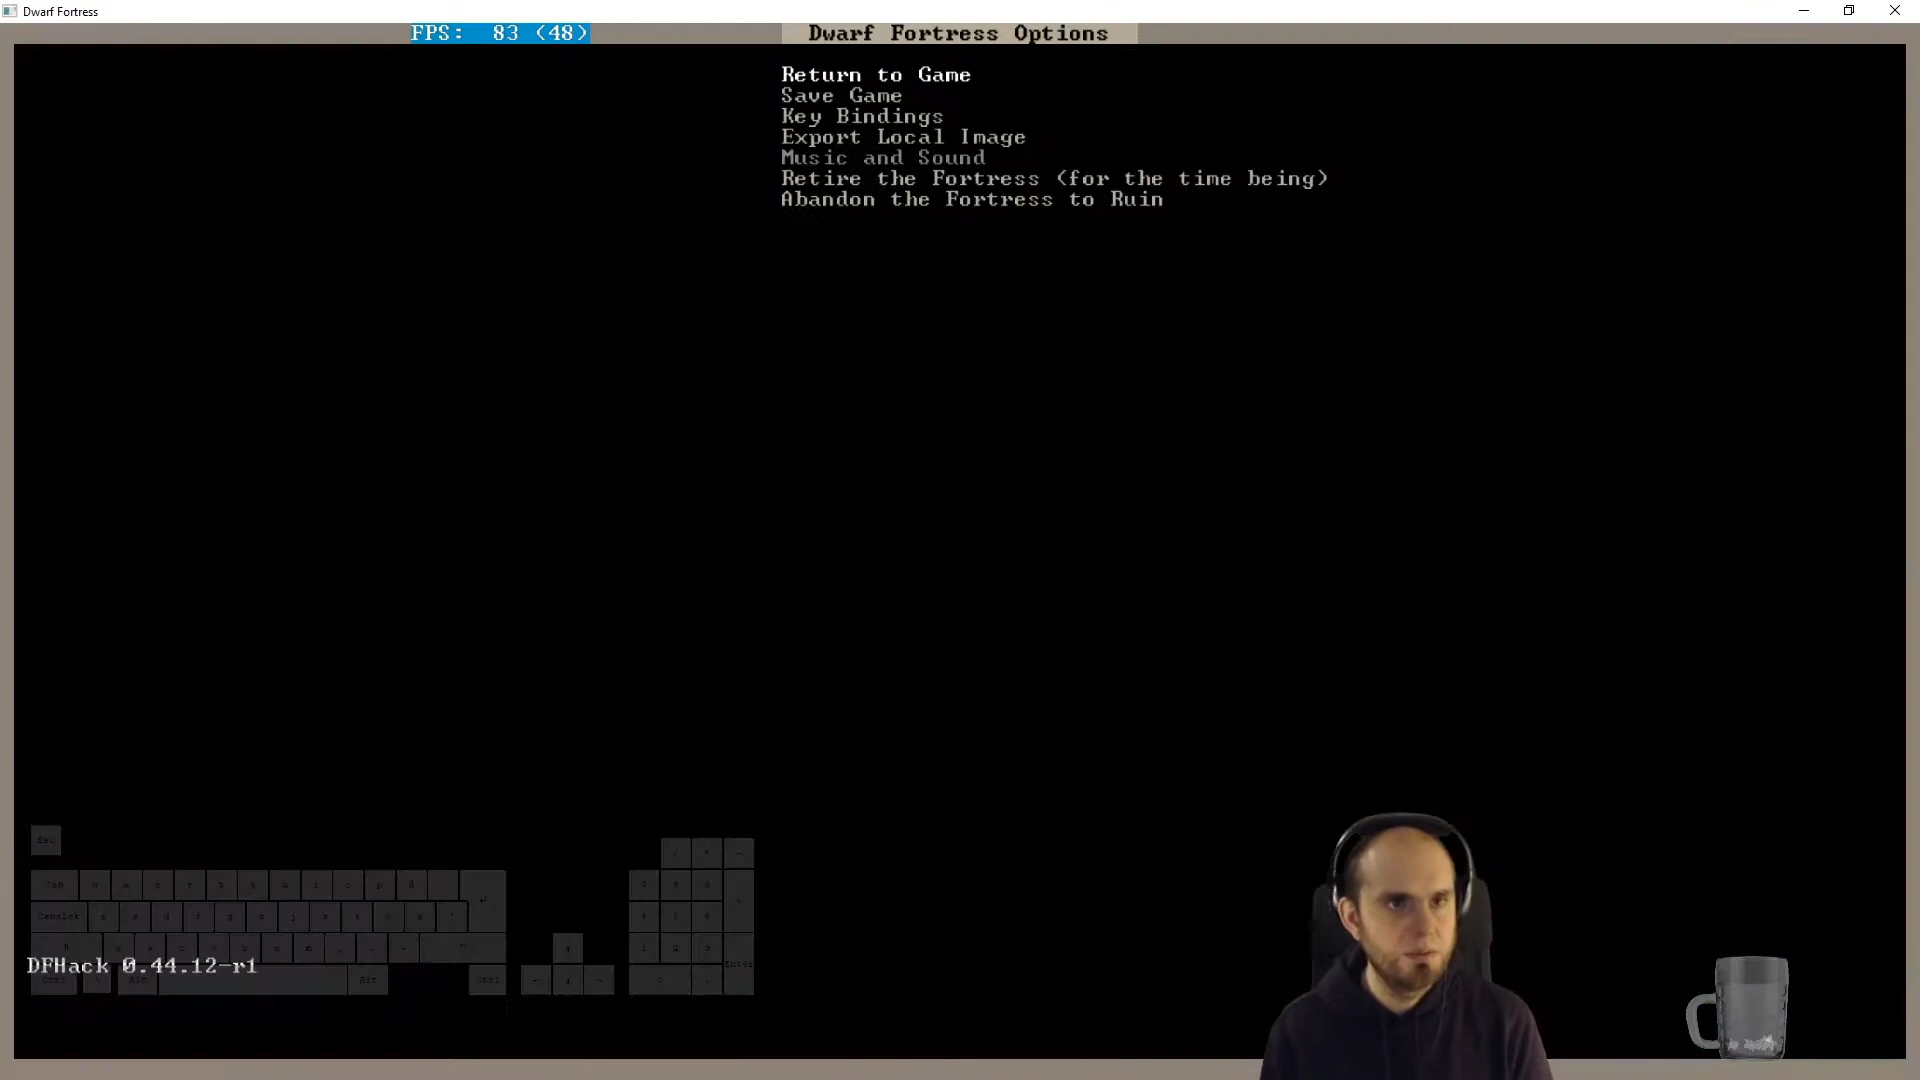 Dwarf Fortress
FPS: 83 (48)
Dwarf Fortress Options
Return to Game
Save Game
Key Bindings
Export Local Image
Music and Sound
Retire the Fortress (for the time being)
Abandon the Fortress to Ruin
DFHack 0.44.12-r1